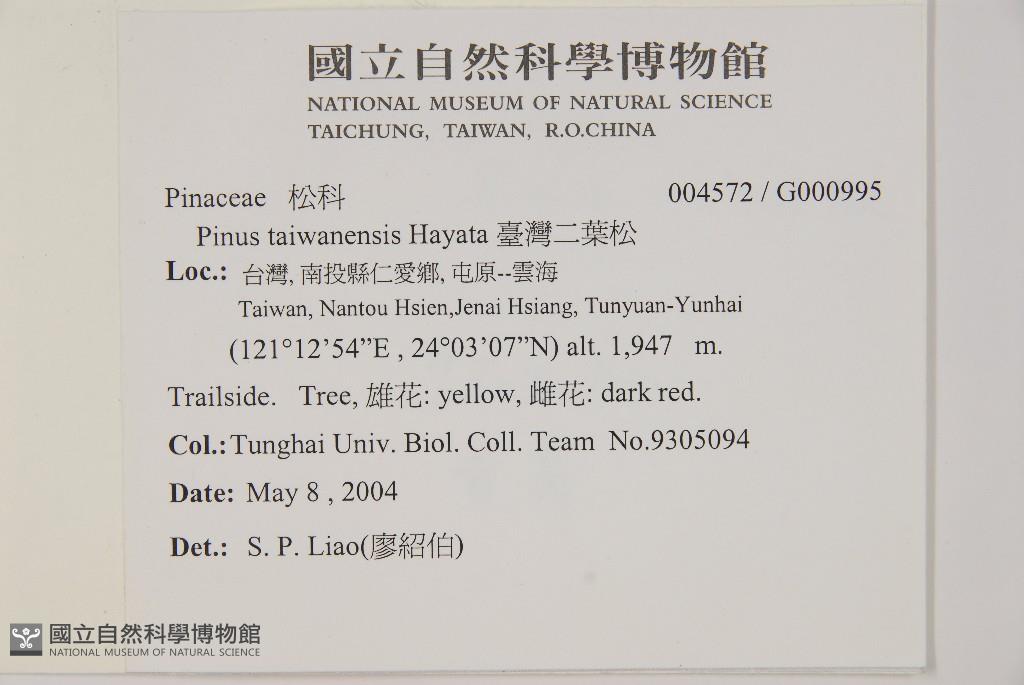 國立自然科學博物館
NATIONAL MUSEUM OF NATURAL SCIENCE
TAICHUNG, TAIWAN, R.O.CHINA
Pinaceae 松科 004572 / G000995
Pinus taiwanensis Hayata 臺灣二葉松
Loc.: 台灣, 南投縣仁愛鄉, 屯原--雲海
Taiwan, Nantou Hsien,Jenai Hsiang, Tunyuan-Yunhai
(121°12’54”E , 24°03’07”N) alt. 1,947 m.
Trailside. Tree, 雄花: yellow, 雌花: dark red.
Col.: Tunghai Univ. Biol. Coll. Team No.9305094
Date: May 8 , 2004
Det.: S. P. Liao(廖紹伯)
國立自然科學博物館
NATIONAL MUSEUM OF NATURAL SCIENCE